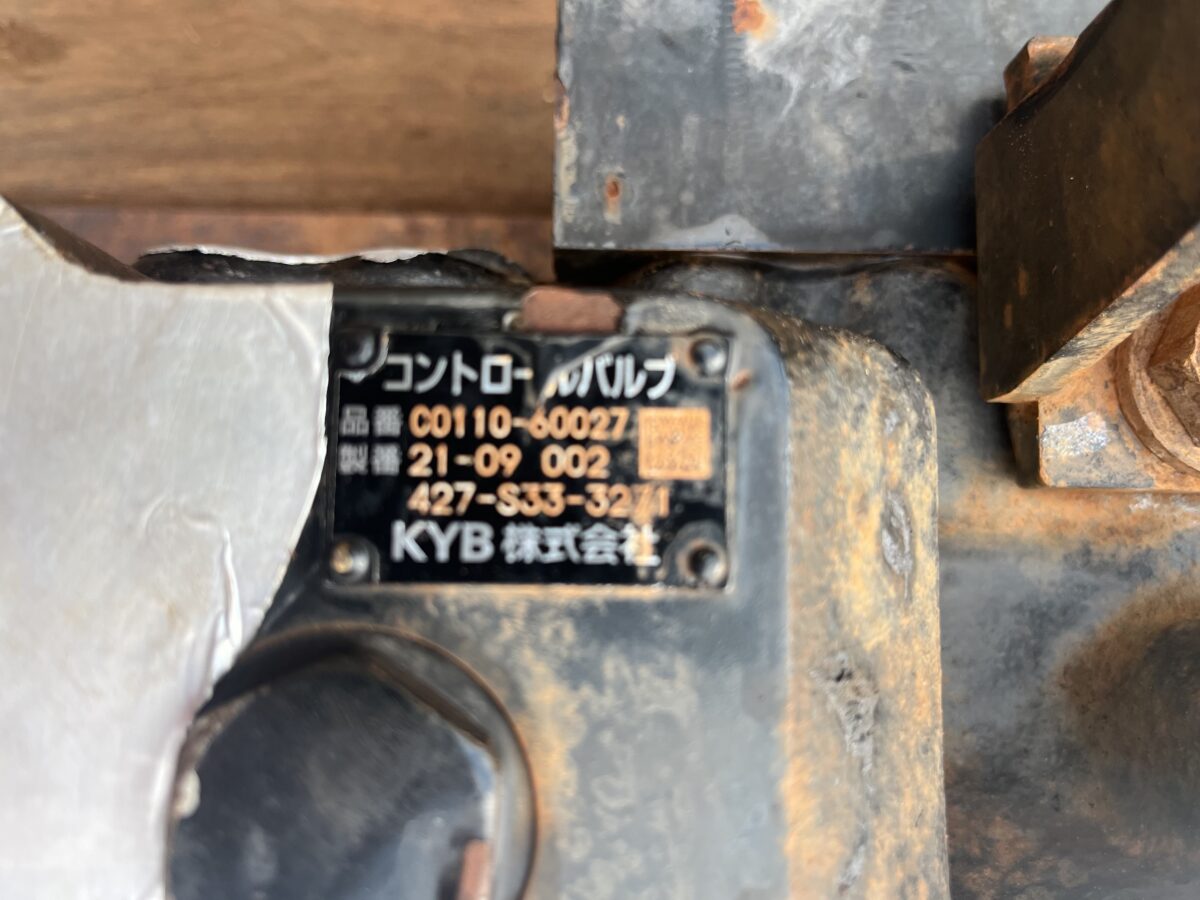 コントロールバルブ
品番 C0110-60027
製番 21-09 002
427-S33-3271
KYB 株式会社